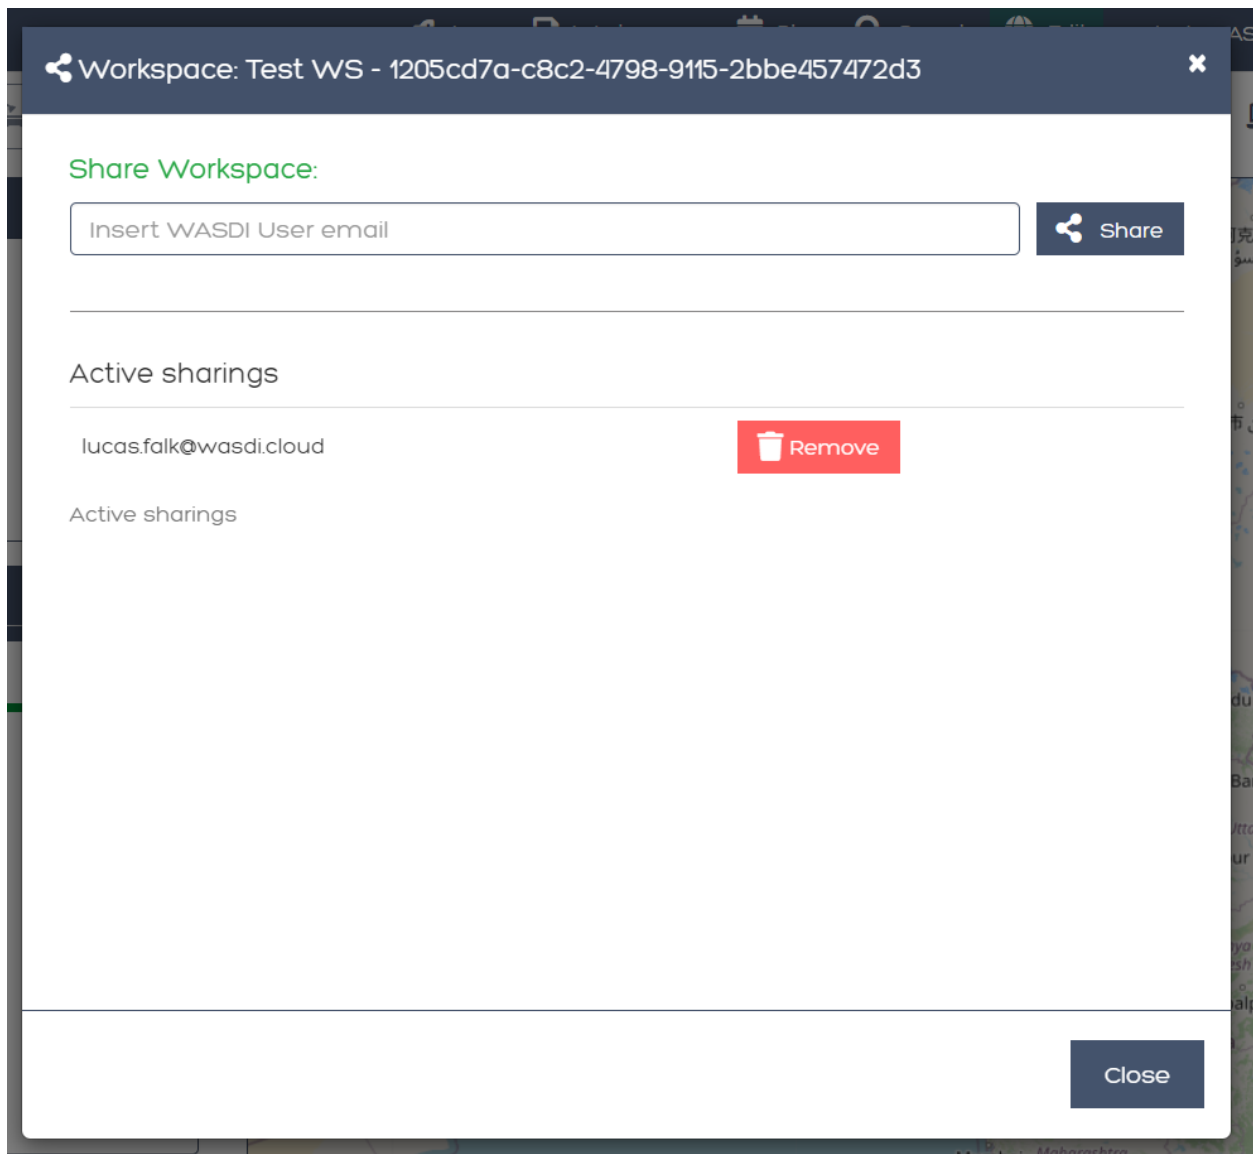 Workspace: Test WS - 1205cd7a-c8c2-4798-9115-2bbe457472d3
Share Workspace:
Insert WASDI User email
Share
Active sharings
lucas.falk@wasdi.cloud
Remove
Active sharings
Close
Maharashtra